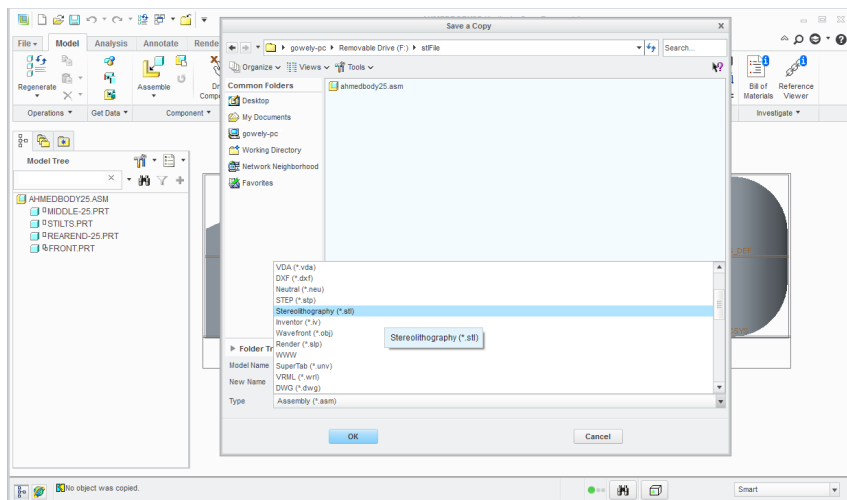 Save a Copy
File
Model
Analysis
Annotate
Rende
gowely-pc
Removable Drive (F:)
stlFile
Search...
Organize
Views
Tools
Regenerate
Assemble
Operations
Get Data
Component
Bill of Materials
Reference Viewer
Investigate
Common Folders
Desktop
My Documents
gowely-pc
Working Directory
Network Neighborhood
Favorites
ahmedbody25.asm
Model Tree
AHMEDBODY25.ASM
MIDDLE-25.PRT
STILTS.PRT
REAREND-25.PRT
FRONT.PRT
VDA (*.vda)
DXF (*.dxf)
Neutral (*.neu)
STEP (*.stp)
Stereolithography (*.stl)
Inventor (*.iv)
Wavefront (*.obj)
Render (*.slp)
WWW
SuperTab (*.unv)
VRML (*.wrl)
DWG (*.dwg)
Stereolithography (*.stl)
Folder Tr
Model Name
New Name
Type
Assembly (*.asm)
OK
Cancel
No object was copied.
Smart